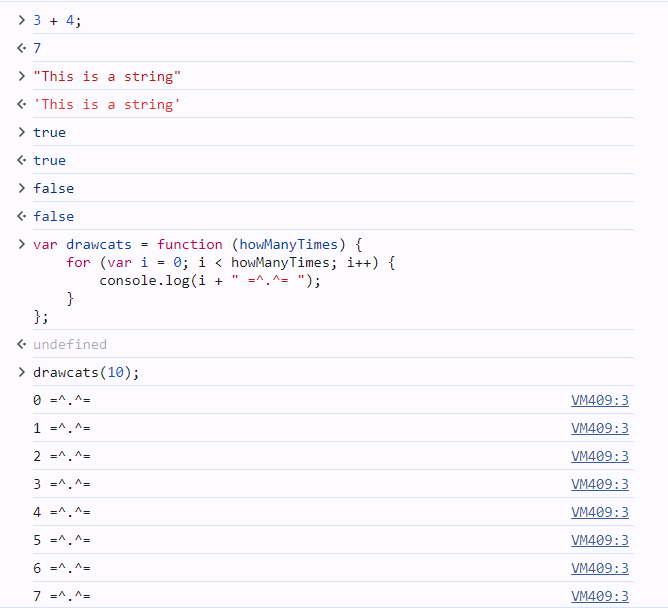 > 3 + 4;
<· 7
> "This is a string"
<· 'This is a string'
> true
<· true
> false
<· false
> var drawcats = function (howManyTimes) {
    for (var i = 0; i < howManyTimes; i++) {
        console.log(i + " =^.^= ");
    }
};
<· undefined
> drawcats(10);
0 =^.^= VM409:3
1 =^.^= VM409:3
2 =^.^= VM409:3
3 =^.^= VM409:3
4 =^.^= VM409:3
5 =^.^= VM409:3
6 =^.^= VM409:3
7 =^.^= VM409:3